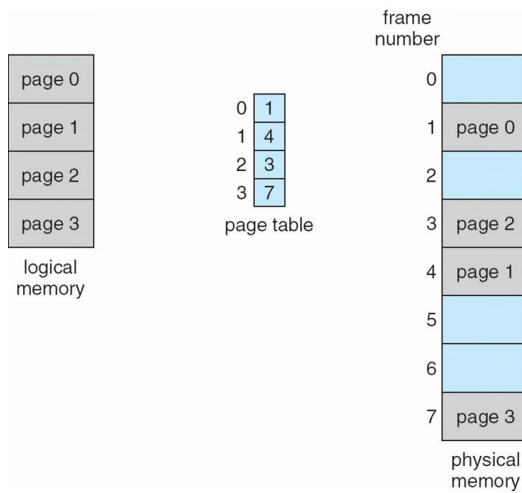 page 0
page 1
page 2
page 3
logical
memory
0 1
1 4
2 3
3 7
page table
frame
number
0
1 page 0
2
3 page 2
4 page 1
5
6
7 page 3
physical
memory